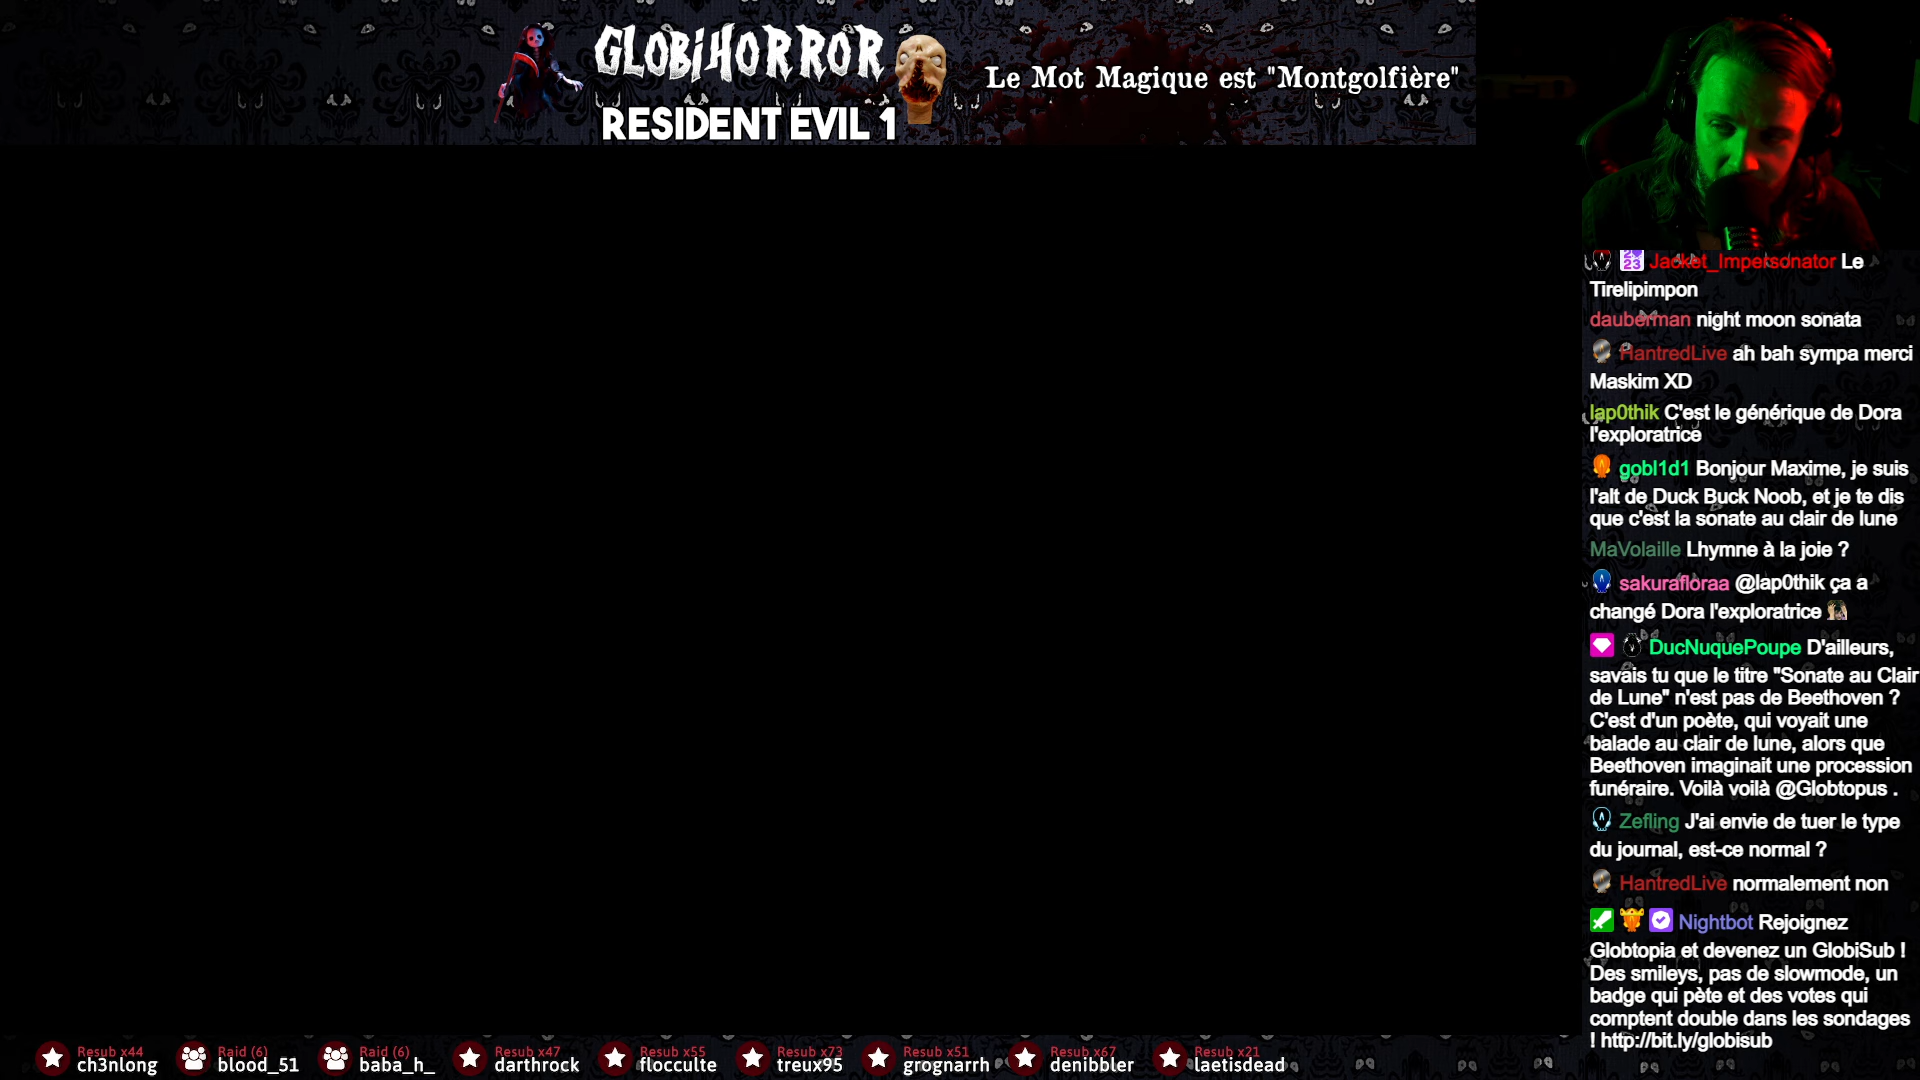 GLOBIHORROR
RESIDENT EVIL 1
Le Mot Magique est "Montgolfière"
Jacket_Impersonator Le
Tirelipimpon
dauberman night moon sonata
HantredLive ah bah sympa merci
Maskim XD
lap0thik C'est le générique de Dora
l'exploratrice
gobl1d1 Bonjour Maxime, je suis
l'alt de Duck Buck Noob, et je te dis
que c'est la sonate au clair de lune
MaVolaille Lhymne à la joie ?
sakurafloraa @lap0thik ça a
changé Dora l'exploratrice
DucNuquePoupe D'ailleurs,
savais tu que le titre "Sonate au Clair
de Lune" n'est pas de Beethoven ?
C'est d'un poète, qui voyait une
balade au clair de lune, alors que
Beethoven imaginait une procession
funéraire. Voilà voilà @Globtopus .
Zefling J'ai envie de tuer le type
du journal, est-ce normal ?
HantredLive normalement non
Nightbot Rejoignez
Globtopia et devenez un GlobiSub !
Des smileys, pas de slowmode, un
badge qui pète et des votes qui
comptent double dans les sondages
! http://bit.ly/globisub
Resub x44
ch3nlong
Raid (6)
blood_51
Raid (6)
baba_h_
Resub x47
darthrock
Resub x55
flocculte
Resub x73
treux95
Resub x51
grognarrh
Resub x67
denibbler
Resub x21
laetisdead